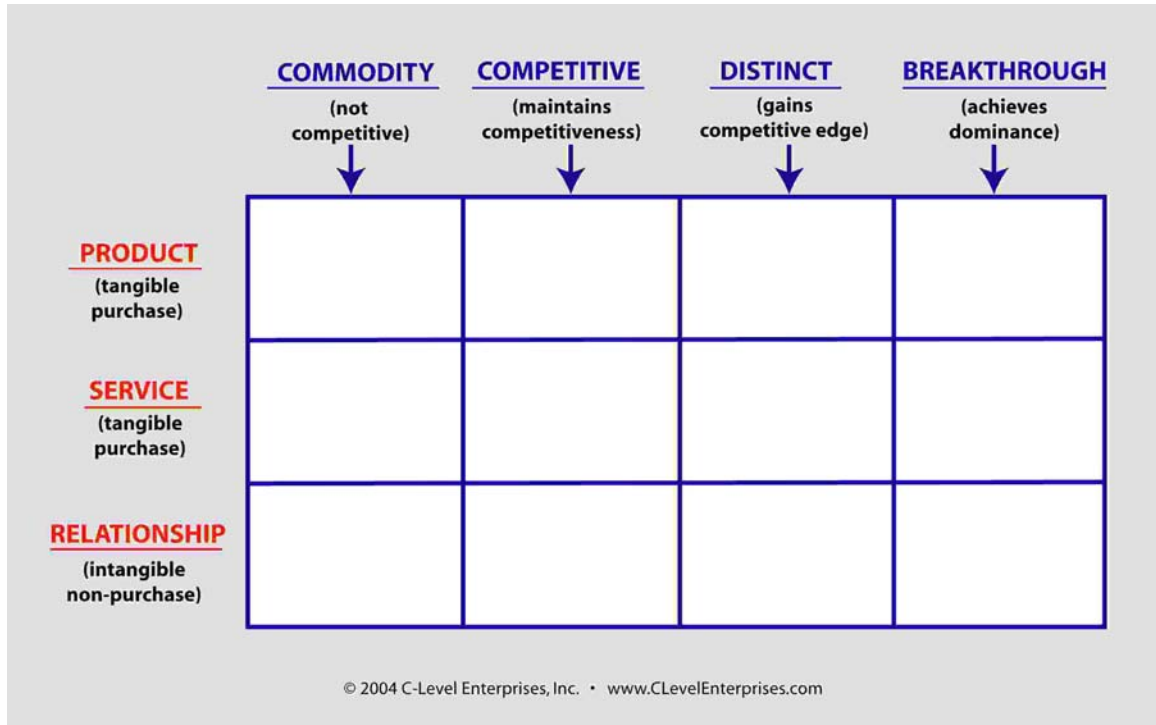 COMMODITY
(not
competitive)
COMPETITIVE
(maintains
competitiveness)
DISTINCT
(gains
competitive edge)
BREAKTHROUGH
(achieves
dominance)
PRODUCT
(tangible
purchase)
SERVICE
(tangible
purchase)
RELATIONSHIP
(intangible
non-purchase)
© 2004 C-Level Enterprises, Inc. • www.CLevelEnterprises.com